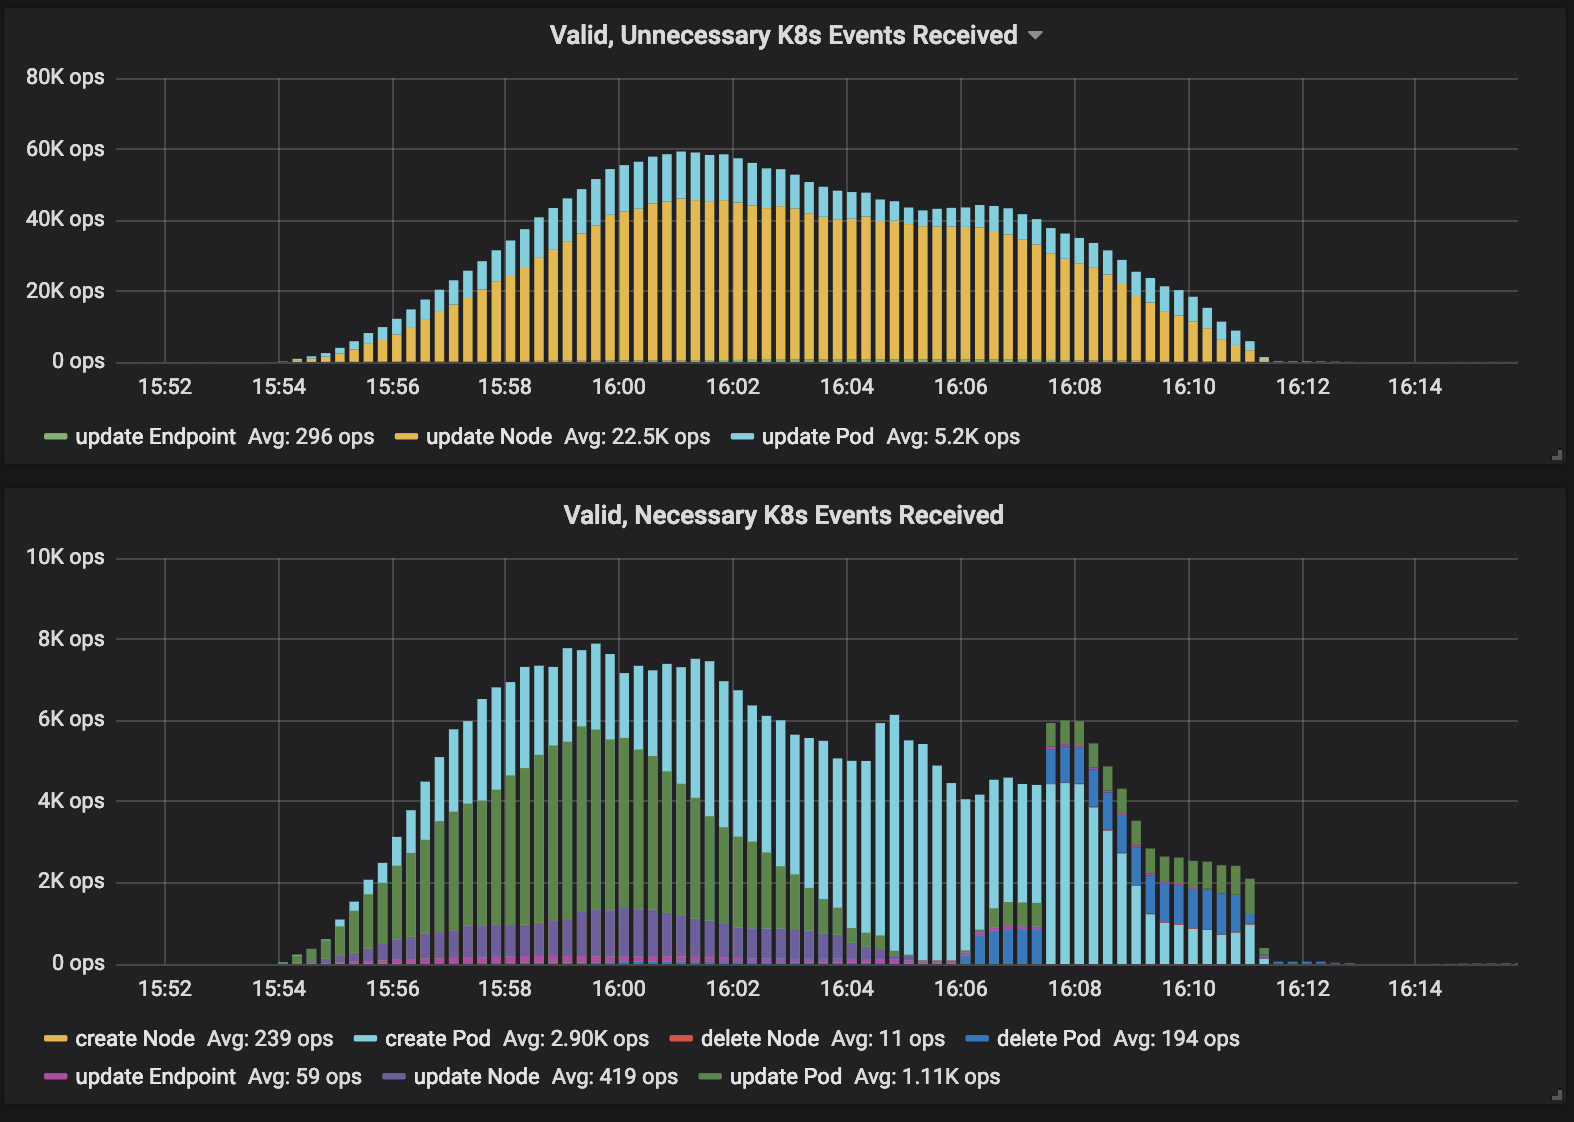 Valid, Unnecessary K8s Events Received
80K ops
60K ops
40K ops
20K ops
0 ops
15:52 15:54 15:56 15:58 16:00 16:02 16:04 16:06 16:08 16:10 16:12 16:14
update Endpoint Avg: 296 ops update Node Avg: 22.5K ops update Pod Avg: 5.2K ops
Valid, Necessary K8s Events Received
10K ops
8K ops
6K ops
4K ops
2K ops
0 ops
15:52 15:54 15:56 15:58 16:00 16:02 16:04 16:06 16:08 16:10 16:12 16:14
create Node Avg: 239 ops create Pod Avg: 2.90K ops delete Node Avg: 11 ops delete Pod Avg: 194 ops
update Endpoint Avg: 59 ops update Node Avg: 419 ops update Pod Avg: 1.11K ops